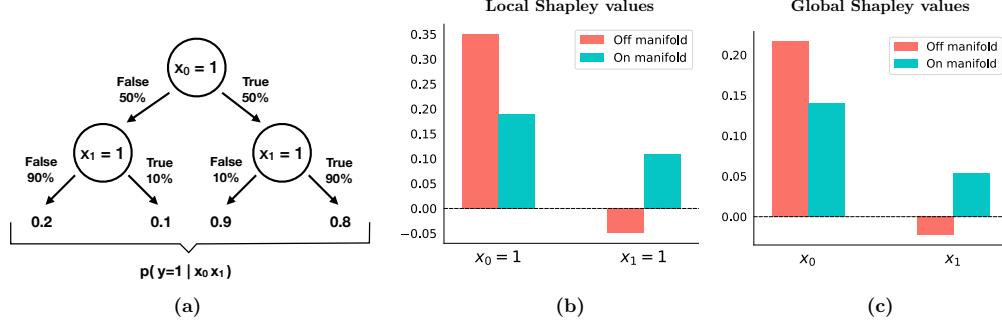 x₀ = 1
False
50%
True
50%
x₁ = 1
x₁ = 1
False
90%
True
10%
False
10%
True
90%
0.2
0.1
0.9
0.8
p( y=1 | x₀ x₁)
(a)
Local Shapley values
Off manifold
On manifold
0.35
0.30
0.25
0.20
0.15
0.10
0.05
0.00
−0.05
x₀ = 1
x₁ = 1
(b)
Global Shapley values
Off manifold
On manifold
0.20
0.15
0.10
0.05
0.00
x₀
x₁
(c)